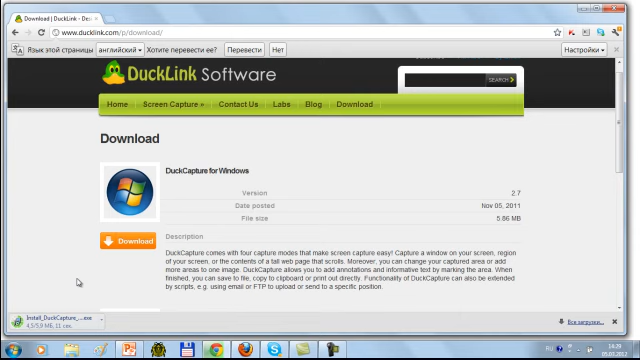 Download | DuckLink - Des
www.ducklink.com/p/download/
Язык этой страницы английский Хотите перевести ее? Перевести Нет Настройки
DuckLink Software
SEARCH
Home Screen Capture » Contact Us Labs Blog Download
Download
DuckCapture for Windows
Version 2.7
Date posted Nov 05, 2011
File size 5.86 MB
Download
Description
DuckCapture comes with four capture modes that make screen capture easy! Capture a window on your screen, region
of your screen, or the contents of a tall web page that scrolls. Moreover, you can change your captured area or add
more areas to one image. DuckCapture allows you to add annotations and informative text by marking the area. When
finished, you can save to file, copy to clipboard or print out directly. Functionality of DuckCapture can also be extended
by scripts, e.g. using email or FTP to upload or send to a specific position.
Install_DuckCapture_....exe
4,5/5,9 МБ, 11 сек.
Все загрузки...
RU
14:29
05.03.2012